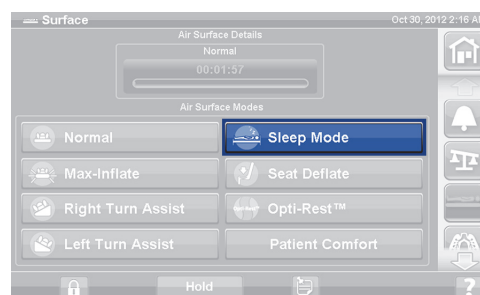 Surface
Oct 30, 2012 2:16 A
Air Surface Details
Normal
00:01:57
Air Surface Modes
Normal
Sleep Mode
Max-Inflate
Seat Deflate
Right Turn Assist
Opti-Rest™
Left Turn Assist
Patient Comfort
Hold
?